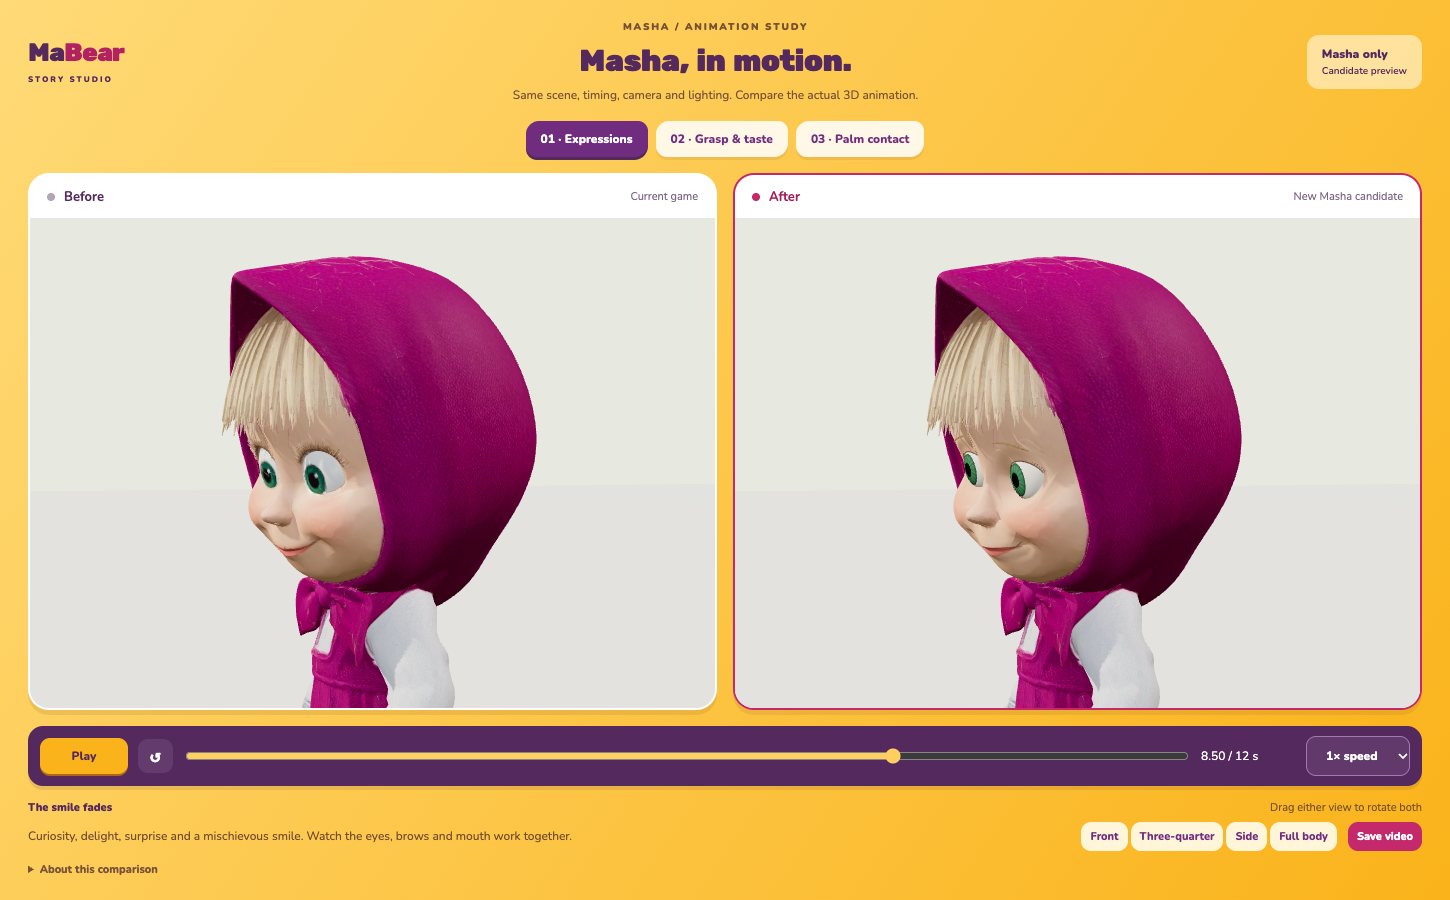 MaBear
STORY STUDIO
MASHA / ANIMATION STUDY
Masha, in motion.
Same scene, timing, camera and lighting. Compare the actual 3D animation.
Masha only
Candidate preview
01 · Expressions
02 · Grasp & taste
03 · Palm contact
Before
Current game
After
New Masha candidate
Play
↺
8.50 / 12 s
1× speed
The smile fades
Drag either view to rotate both
Curiosity, delight, surprise and a mischievous smile. Watch the eyes, brows and mouth work together.
Front
Three-quarter
Side
Full body
Save video
About this comparison